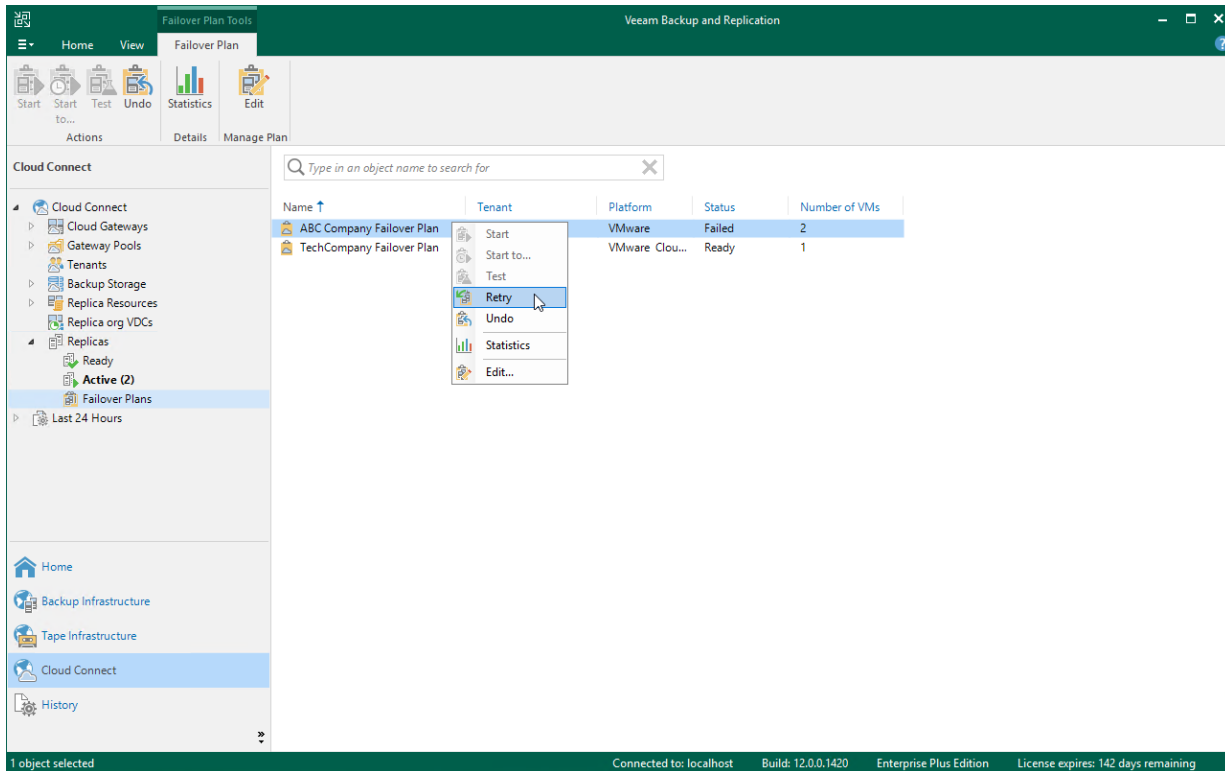 Failover Plan Tools
Veeam Backup and Replication
Home View Failover Plan
Start Start to... Test Undo Statistics Edit
Actions Details Manage Plan
Cloud Connect
Type in an object name to search for
Cloud Connect
Cloud Gateways
Gateway Pools
Tenants
Backup Storage
Replica Resources
Replica org VDCs
Replicas
Ready
Active (2)
Failover Plans
Last 24 Hours
Name Tenant Platform Status Number of VMs
ABC Company Failover Plan VMware Failed 2
TechCompany Failover Plan VMware Clou... Ready 1
Start
Start to...
Test
Retry
Undo
Statistics
Edit...
Home
Backup Infrastructure
Tape Infrastructure
Cloud Connect
History
1 object selected Connected to: localhost Build: 12.0.0.1420 Enterprise Plus Edition License expires: 142 days remaining